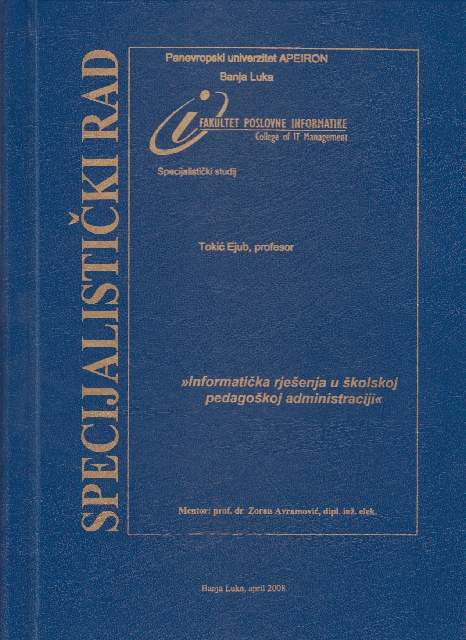 SPECIJALISTIČKI RAD
Panevropski univerzitet APEIRON
Banja Luka
FAKULTET POSLOVNE INFORMATIKE
College of IT Management
Specijalistički studij
Tokić Ejub, profesor
»Informatička rješenja u školskoj
pedagoškoj administraciji«
Mentor: prof. dr Zoran Avramović, dipl. inž. elek.
Banja Luka, april 2008